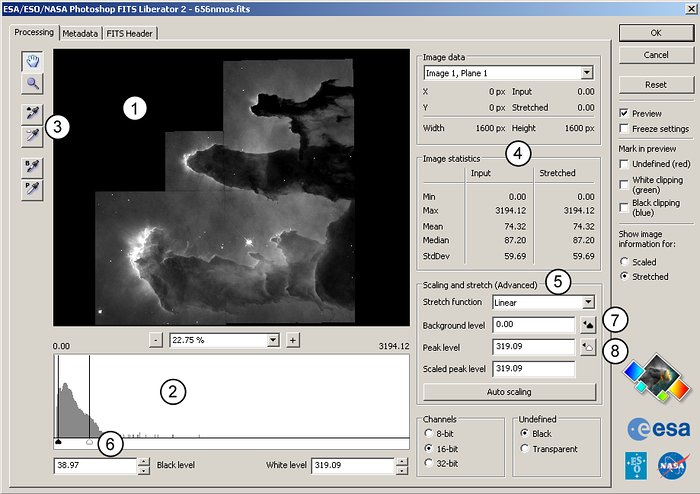 ESA/ESO/NASA Photoshop FITS Liberator 2 - 656nmos.fits
Processing Metadata FITS Header
1
3
B
P
- 22.75 % +
0.00 3194.12
2
6
38.97 Black level White level 319.09
Image data
Image 1, Plane 1
X 0 px Input 0.00
Y 0 px Stretched 0.00
Width 1600 px Height 1600 px
4
Image statistics
Input Stretched
Min 0.00 0.00
Max 3194.12 3194.12
Mean 74.32 74.32
Median 87.20 87.20
StdDev 59.69 59.69
5
Scaling and stretch (Advanced)
Stretch function Linear
Background level 0.00 7
Peak level 319.09 8
Scaled peak level 319.09
Auto scaling
Channels
8-bit
16-bit
32-bit
Undefined
Black
Transparent
OK
Cancel
Reset
Preview
Freeze settings
Mark in preview
Undefined (red)
White clipping
(green)
Black clipping
(blue)
Show image
information for:
Scaled
Stretched
esa
ES
O
NASA